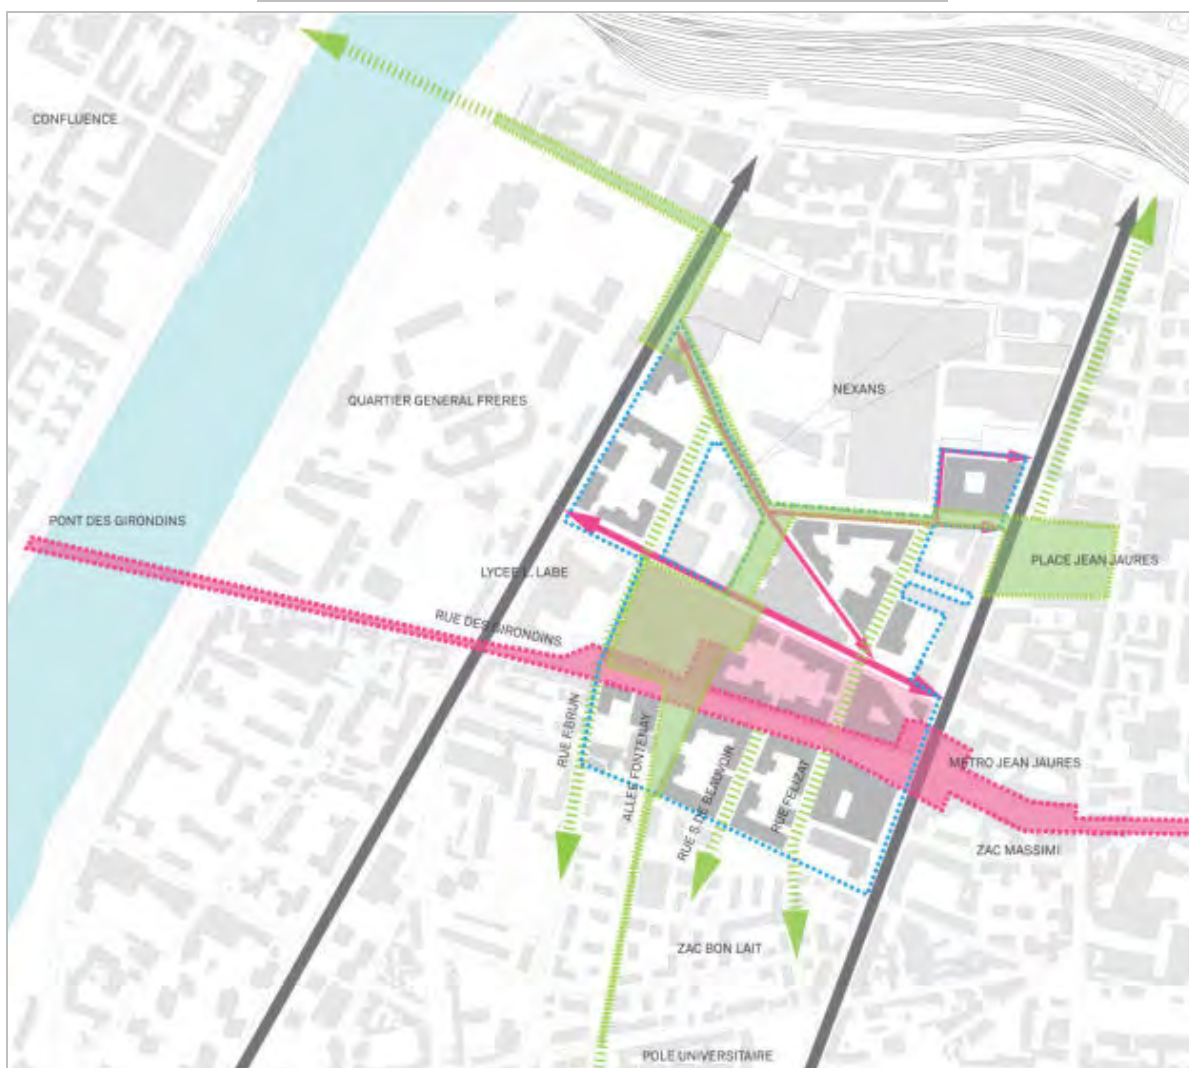 CONFLUENCE
NEXANS
QUARTIER GENERAL FRERES
PONT DES GIRONDINS
PLACE JEAN JAURES
LYCEE L. LABE
RUE DES GIRONDINS
RUE F.BRUN
ALLEE FONTENAY
RUE S. DE BEAUVOIR
RUE FELIZAT
METRO JEAN JAURES
ZAC MASSIMI
ZAC BON LAIT
POLE UNIVERSITAIRE